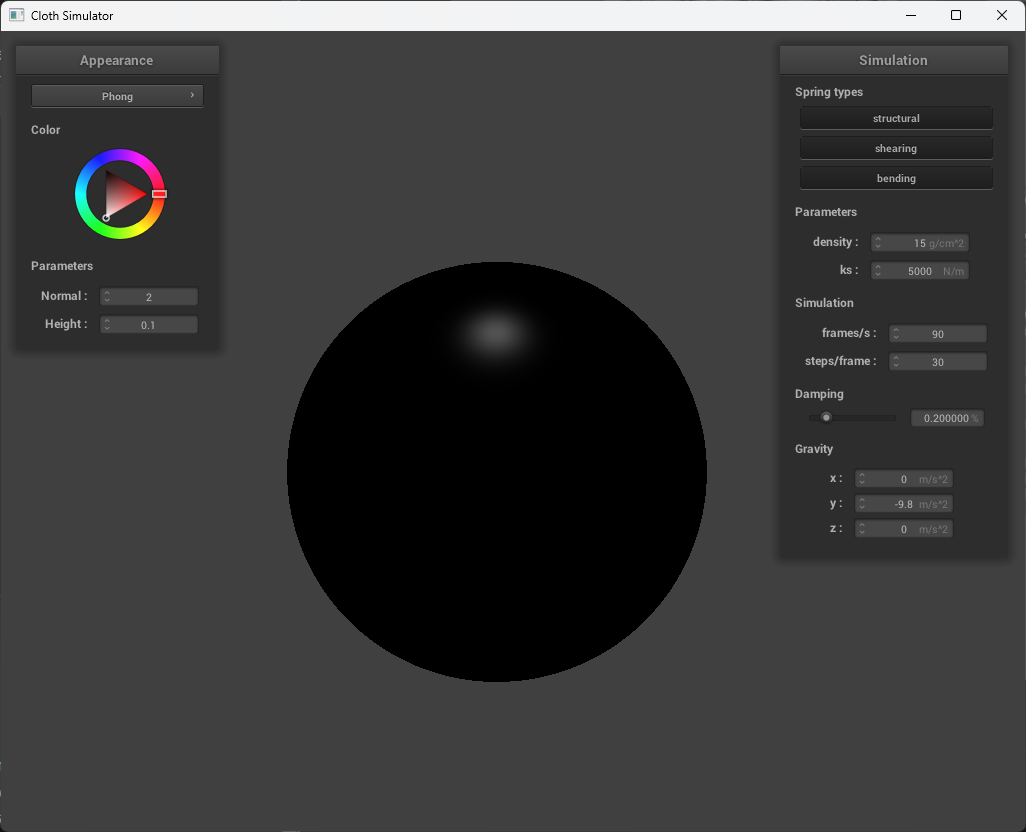 Cloth Simulator
Appearance
Phong
Color
Parameters
Normal : 2
Height : 0.1
Simulation
Spring types
structural
shearing
bending
Parameters
density : 15 g/cm^2
ks : 5000 N/m
Simulation
frames/s : 90
steps/frame : 30
Damping
0.200000 %
Gravity
x : 0 m/s^2
y : -9.8 m/s^2
z : 0 m/s^2